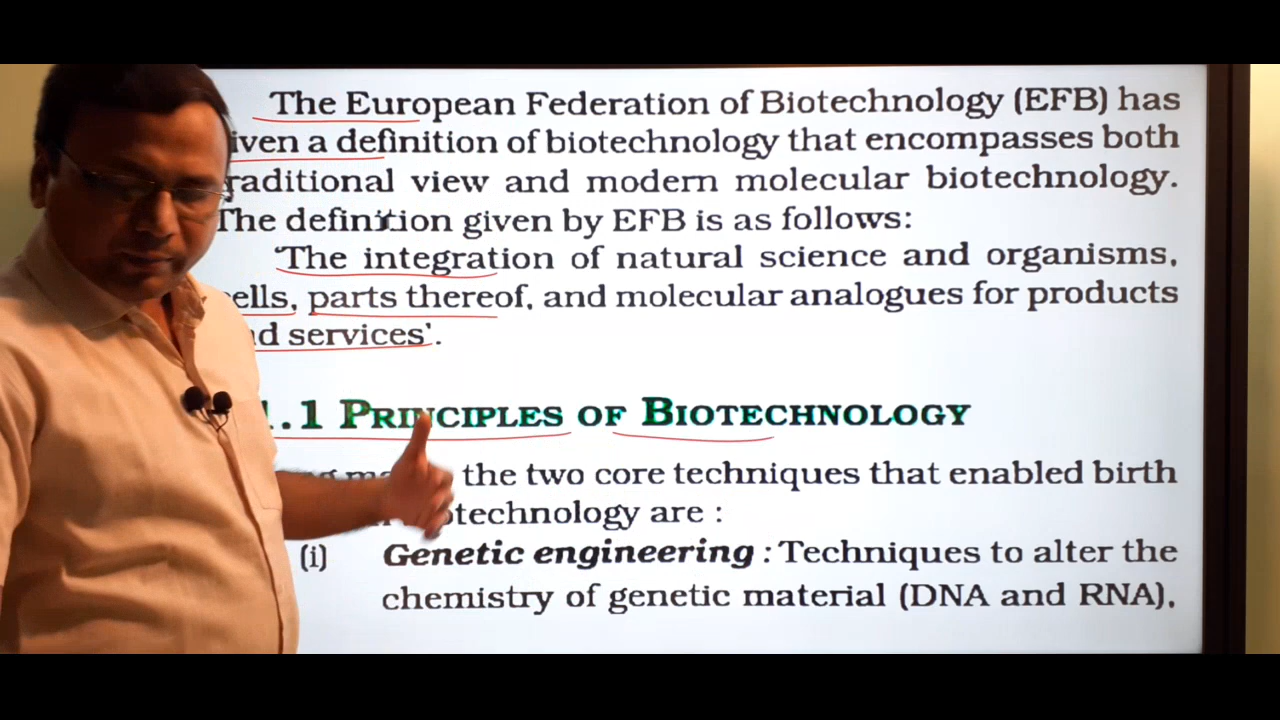 The European Federation of Biotechnology (EFB) has
iven a definition of biotechnology that encompasses both
raditional view and modern molecular biotechnology.
The definition given by EFB is as follows:
‘The integration of natural science and organisms,
ells, parts thereof, and molecular analogues for products
d services’.
.1 PRINCIPLES OF BIOTECHNOLOGY
the two core techniques that enabled birth
technology are :
(i) Genetic engineering : Techniques to alter the
chemistry of genetic material (DNA and RNA),